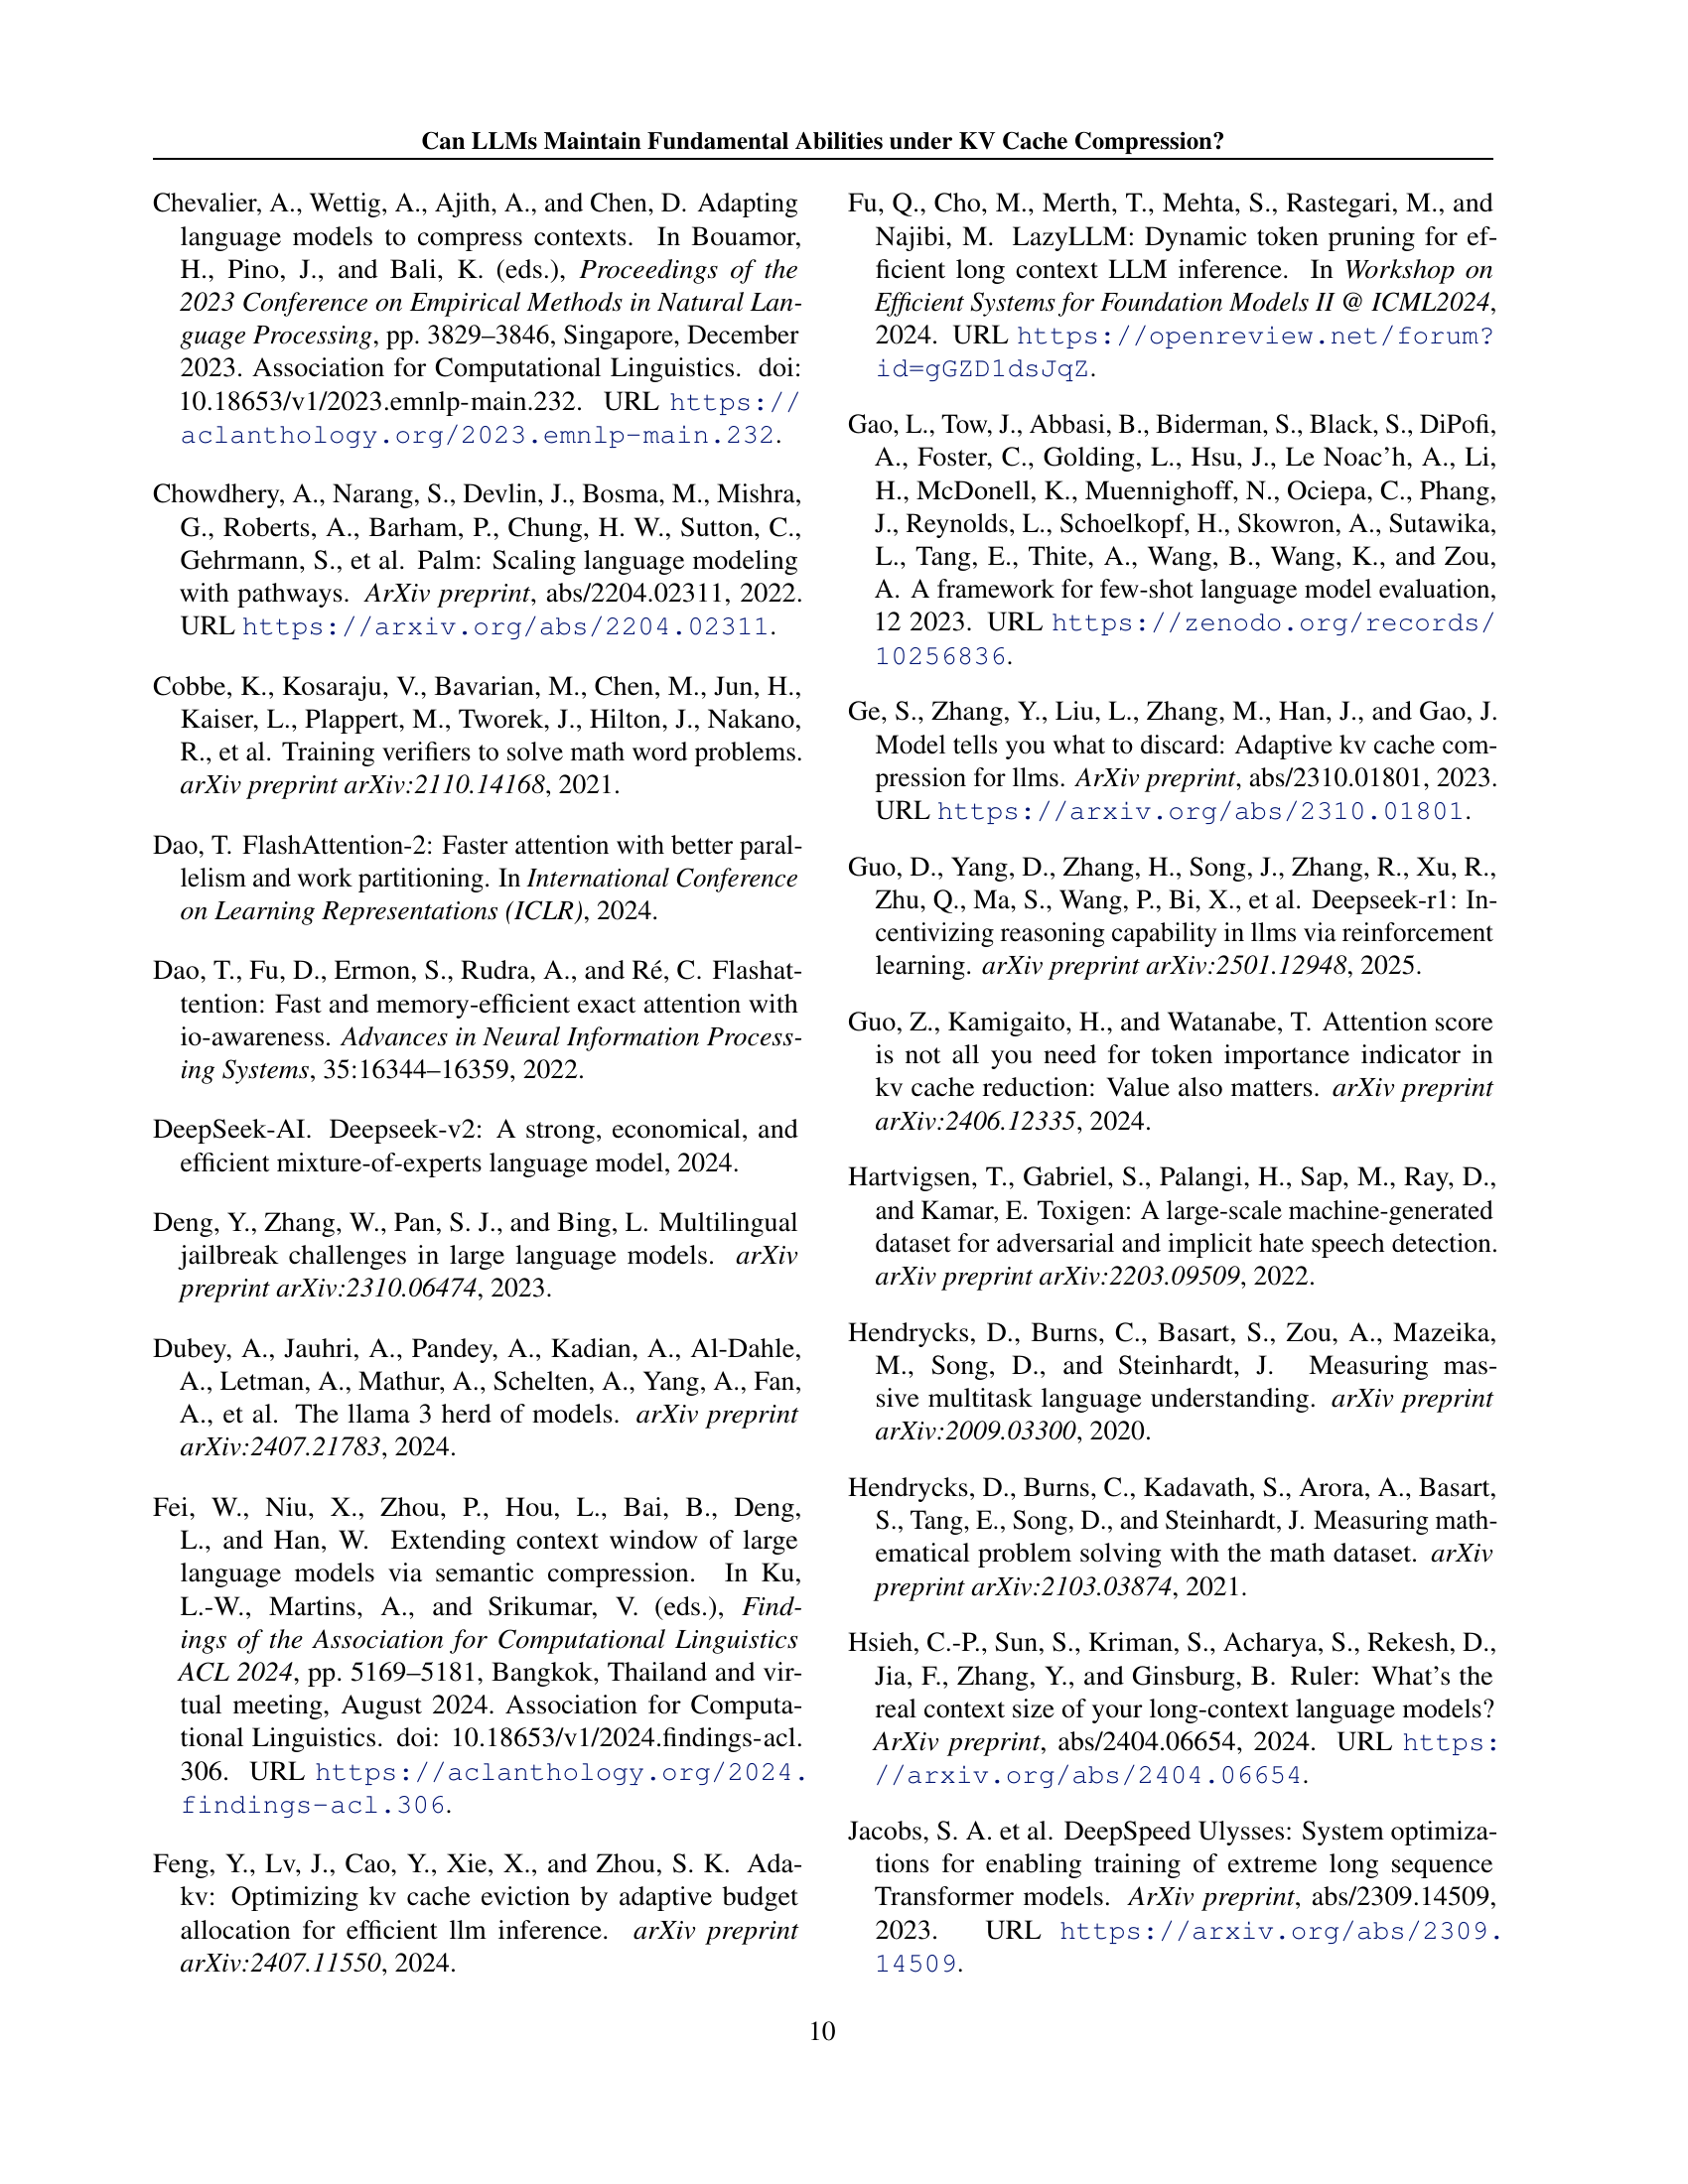 Can LLMs Maintain Fundamental Abilities under KV Cache Compression?
Chevalier, A., Wettig, A., Ajith, A., and Chen, D. Adapting
language models to compress contexts. In Bouamor,
H., Pino, J., and Bali, K. (eds.), Proceedings of the
2023 Conference on Empirical Methods in Natural Lan-
guage Processing, pp. 3829–3846, Singapore, December
2023. Association for Computational Linguistics. doi:
10.18653/v1/2023.emnlp-main.232. URL https://
aclanthology.org/2023.emnlp-main.232.
Chowdhery, A., Narang, S., Devlin, J., Bosma, M., Mishra,
G., Roberts, A., Barham, P., Chung, H. W., Sutton, C.,
Gehrmann, S., et al. Palm: Scaling language modeling
with pathways. ArXiv preprint, abs/2204.02311, 2022.
URL https://arxiv.org/abs/2204.02311.
Cobbe, K., Kosaraju, V., Bavarian, M., Chen, M., Jun, H.,
Kaiser, L., Plappert, M., Tworek, J., Hilton, J., Nakano,
R., et al. Training verifiers to solve math word problems.
arXiv preprint arXiv:2110.14168, 2021.
Dao, T. FlashAttention-2: Faster attention with better paral-
lelism and work partitioning. In International Conference
on Learning Representations (ICLR), 2024.
Dao, T., Fu, D., Ermon, S., Rudra, A., and Ré, C. Flashat-
tention: Fast and memory-efficient exact attention with
io-awareness. Advances in Neural Information Process-
ing Systems, 35:16344–16359, 2022.
DeepSeek-AI. Deepseek-v2: A strong, economical, and
efficient mixture-of-experts language model, 2024.
Deng, Y., Zhang, W., Pan, S. J., and Bing, L. Multilingual
jailbreak challenges in large language models. arXiv
preprint arXiv:2310.06474, 2023.
Dubey, A., Jauhri, A., Pandey, A., Kadian, A., Al-Dahle,
A., Letman, A., Mathur, A., Schelten, A., Yang, A., Fan,
A., et al. The llama 3 herd of models. arXiv preprint
arXiv:2407.21783, 2024.
Fei, W., Niu, X., Zhou, P., Hou, L., Bai, B., Deng,
L., and Han, W. Extending context window of large
language models via semantic compression. In Ku,
L.-W., Martins, A., and Srikumar, V. (eds.), Find-
ings of the Association for Computational Linguistics
ACL 2024, pp. 5169–5181, Bangkok, Thailand and vir-
tual meeting, August 2024. Association for Computa-
tional Linguistics. doi: 10.18653/v1/2024.findings-acl.
306. URL https://aclanthology.org/2024.
findings-acl.306.
Feng, Y., Lv, J., Cao, Y., Xie, X., and Zhou, S. K. Ada-
kv: Optimizing kv cache eviction by adaptive budget
allocation for efficient llm inference. arXiv preprint
arXiv:2407.11550, 2024.
Fu, Q., Cho, M., Merth, T., Mehta, S., Rastegari, M., and
Najibi, M. LazyLLM: Dynamic token pruning for ef-
ficient long context LLM inference. In Workshop on
Efficient Systems for Foundation Models II @ ICML2024,
2024. URL https://openreview.net/forum?
id=gGZD1dsJqZ.
Gao, L., Tow, J., Abbasi, B., Biderman, S., Black, S., DiPofi,
A., Foster, C., Golding, L., Hsu, J., Le Noac'h, A., Li,
H., McDonell, K., Muennighoff, N., Ociepa, C., Phang,
J., Reynolds, L., Schoelkopf, H., Skowron, A., Sutawika,
L., Tang, E., Thite, A., Wang, B., Wang, K., and Zou,
A. A framework for few-shot language model evaluation,
12 2023. URL https://zenodo.org/records/
10256836.
Ge, S., Zhang, Y., Liu, L., Zhang, M., Han, J., and Gao, J.
Model tells you what to discard: Adaptive kv cache com-
pression for llms. ArXiv preprint, abs/2310.01801, 2023.
URL https://arxiv.org/abs/2310.01801.
Guo, D., Yang, D., Zhang, H., Song, J., Zhang, R., Xu, R.,
Zhu, Q., Ma, S., Wang, P., Bi, X., et al. Deepseek-r1: In-
centivizing reasoning capability in llms via reinforcement
learning. arXiv preprint arXiv:2501.12948, 2025.
Guo, Z., Kamigaito, H., and Watanabe, T. Attention score
is not all you need for token importance indicator in
kv cache reduction: Value also matters. arXiv preprint
arXiv:2406.12335, 2024.
Hartvigsen, T., Gabriel, S., Palangi, H., Sap, M., Ray, D.,
and Kamar, E. Toxigen: A large-scale machine-generated
dataset for adversarial and implicit hate speech detection.
arXiv preprint arXiv:2203.09509, 2022.
Hendrycks, D., Burns, C., Basart, S., Zou, A., Mazeika,
M., Song, D., and Steinhardt, J. Measuring mas-
sive multitask language understanding. arXiv preprint
arXiv:2009.03300, 2020.
Hendrycks, D., Burns, C., Kadavath, S., Arora, A., Basart,
S., Tang, E., Song, D., and Steinhardt, J. Measuring math-
ematical problem solving with the math dataset. arXiv
preprint arXiv:2103.03874, 2021.
Hsieh, C.-P., Sun, S., Kriman, S., Acharya, S., Rekesh, D.,
Jia, F., Zhang, Y., and Ginsburg, B. Ruler: What's the
real context size of your long-context language models?
ArXiv preprint, abs/2404.06654, 2024. URL https:
//arxiv.org/abs/2404.06654.
Jacobs, S. A. et al. DeepSpeed Ulysses: System optimiza-
tions for enabling training of extreme long sequence
Transformer models. ArXiv preprint, abs/2309.14509,
2023. URL https://arxiv.org/abs/2309.
14509.
10